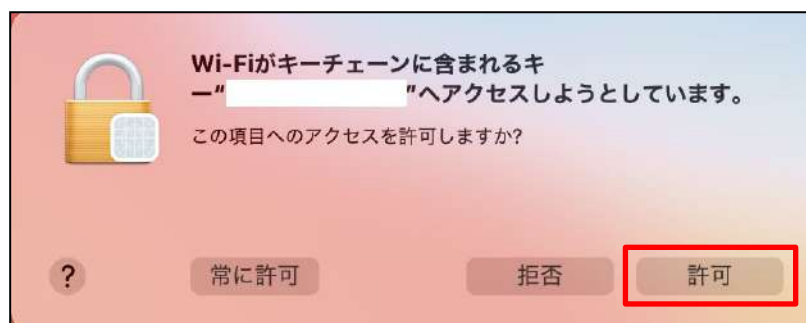 Wi-Fiがキーチェーンに含まれるキ
ー“ ”へアクセスしようとしています。
この項目へのアクセスを許可しますか?
? 常に許可 拒否 許可